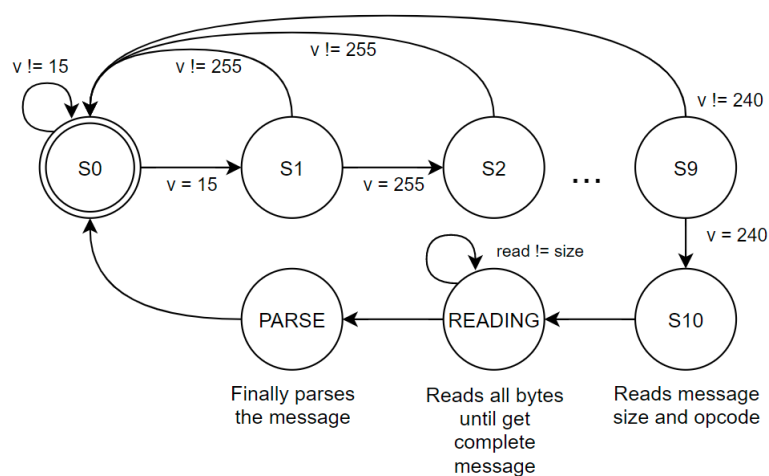 v != 15
v != 255
v != 255
v != 240
S0
S1
S2
...
S9
v = 15
v = 255
v = 240
read != size
PARSE
READING
S10
Finally parses
the message
Reads all bytes
until get
complete
message
Reads message
size and opcode